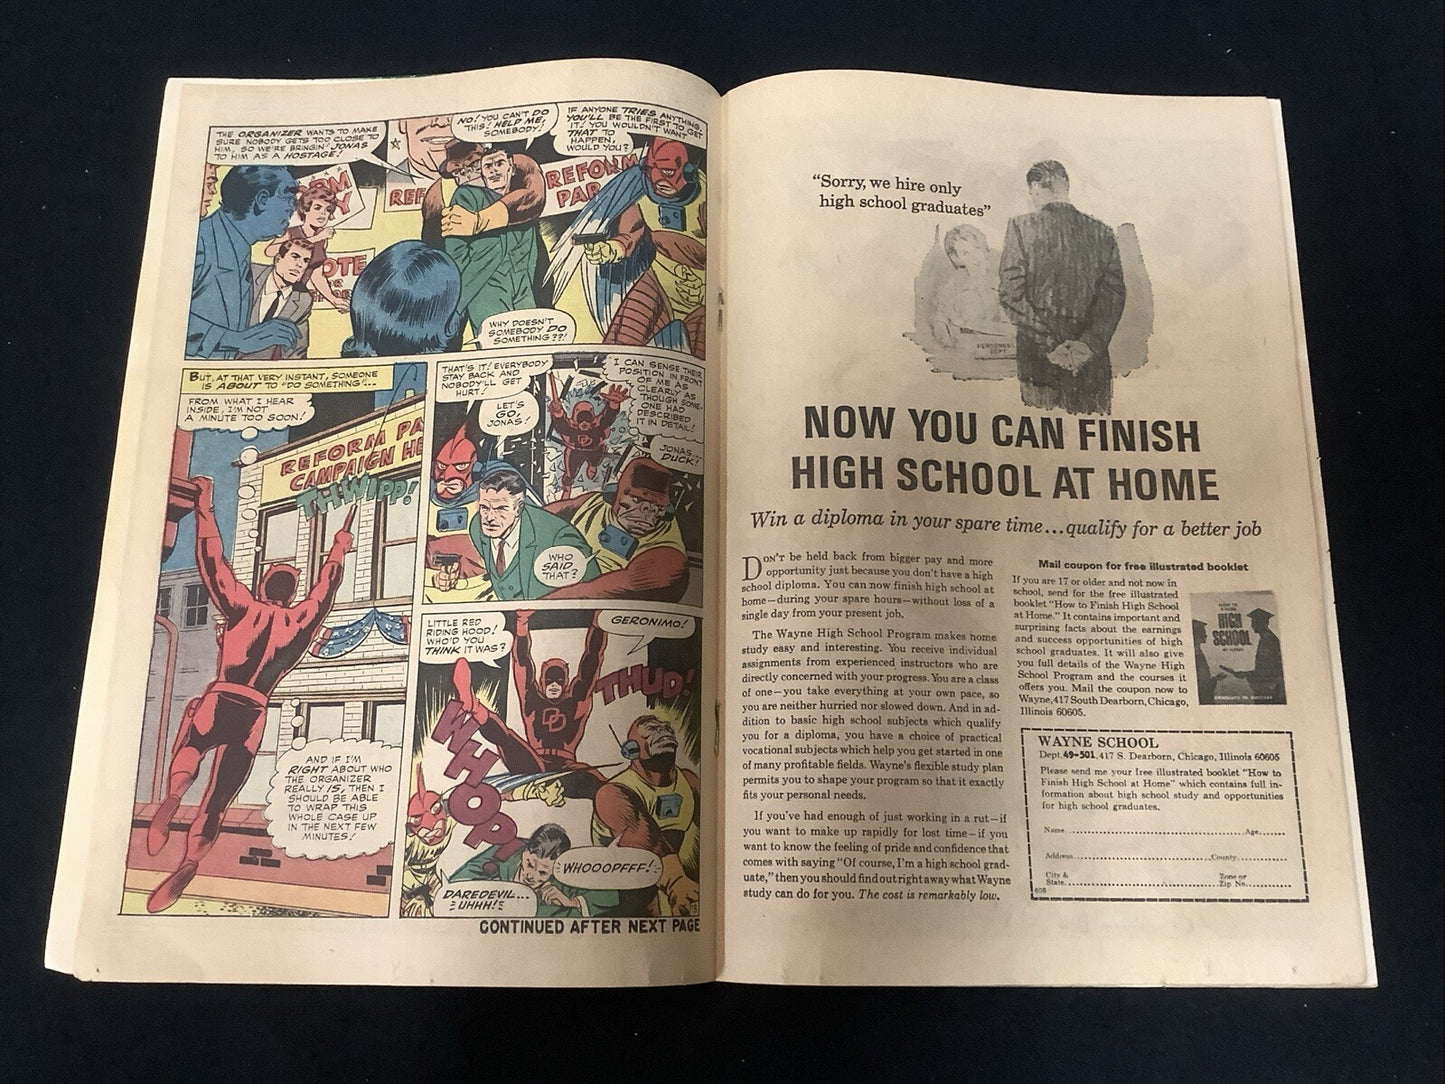 THE ORGANIZER WANTS TO MAKE
SURE NOBODY GETS TOO CLOSE TO
HIM, SO WE'RE BRINGIN' JONAS
TO HIM AS A HOSTAGE!
NO! YOU CAN'T DO
THIS! HELP ME,
SOMEBODY!
IF ANYONE TRIES ANYTHING,
YOU'LL BE THE FIRST TO GET
IT! YOU WOULDN'T WANT
THAT TO
HAPPEN,
WOULD YOU?
REF
REFORM
PAR
ORM
Y
OTE
WHY DOESN'T
SOMEBODY DO
SOMETHING??!
BUT, AT THAT VERY INSTANT, SOMEONE
IS ABOUT TO "DO SOMETHING"...
FROM WHAT I HEAR
INSIDE, I'M NOT
A MINUTE TOO SOON!
REFORM PA
CAMPAIGN HE
THWIPP!
AND IF I'M
RIGHT ABOUT WHO
THE ORGANIZER
REALLY IS, THEN I
SHOULD BE ABLE
TO WRAP THIS
WHOLE CASE UP
IN THE NEXT FEW
MINUTES!
THAT'S IT! EVERYBODY
STAY BACK AND
NOBODY'LL GET
HURT!
LET'S
GO,
JONAS!
I CAN SENSE THEIR
POSITION IN FRONT
OF ME AS
CLEARLY AS
THOUGH SOME-
ONE HAD
DESCRIBED
IT IN DETAIL!
JONAS...
DUCK!
DD
WHO
SAID
THAT?
LITTLE RED
RIDING HOOD!
WHO'D YOU
THINK IT WAS?
GERONIMO!
THUD!
DD
WHOP!
WHOOOPFFF!
DAREDEVIL...
UHHH!
CONTINUED AFTER NEXT PAGE
"Sorry, we hire only
high school graduates"
PERSONNEL
DEPT.
NOW YOU CAN FINISH
HIGH SCHOOL AT HOME
Win a diploma in your spare time...qualify for a better job
DON'T be held back from bigger pay and more
opportunity just because you don't have a high
school diploma. You can now finish high school at
home—during your spare hours—without loss of a
single day from your present job.
The Wayne High School Program makes home
study easy and interesting. You receive individual
assignments from experienced instructors who are
directly concerned with your progress. You are a class
of one—you take everything at your own pace, so
you are neither hurried nor slowed down. And in ad-
dition to basic high school subjects which qualify
you for a diploma, you have a choice of practical
vocational subjects which help you get started in one
of many profitable fields. Wayne's flexible study plan
permits you to shape your program so that it exactly
fits your personal needs.
If you've had enough of just working in a rut—if
you want to make up rapidly for lost time—if you
want to know the feeling of pride and confidence that
comes with saying "Of course, I'm a high school grad-
uate," then you should find out right away what Wayne
study can do for you. The cost is remarkably low.
Mail coupon for free illustrated booklet
If you are 17 or older and not now in
school, send for the free illustrated
booklet "How to Finish High School
at Home." It contains important and
surprising facts about the earnings
and success opportunities of high
school graduates. It will also give
you full details of the Wayne High
School Program and the courses it
offers you. Mail the coupon now to
Wayne, 417 South Dearborn, Chicago,
Illinois 60605.
HOW TO
FINISH
HIGH
SCHOOL
AT HOME
WAYNE SCHOOL
Dept. 49-501, 417 S. Dearborn, Chicago, Illinois 60605
Please send me your free illustrated booklet "How to
Finish High School at Home" which contains full in-
formation about high school study and opportunities
for high school graduates.
Name Age
Address County
City & State Zone or Zip No.
608